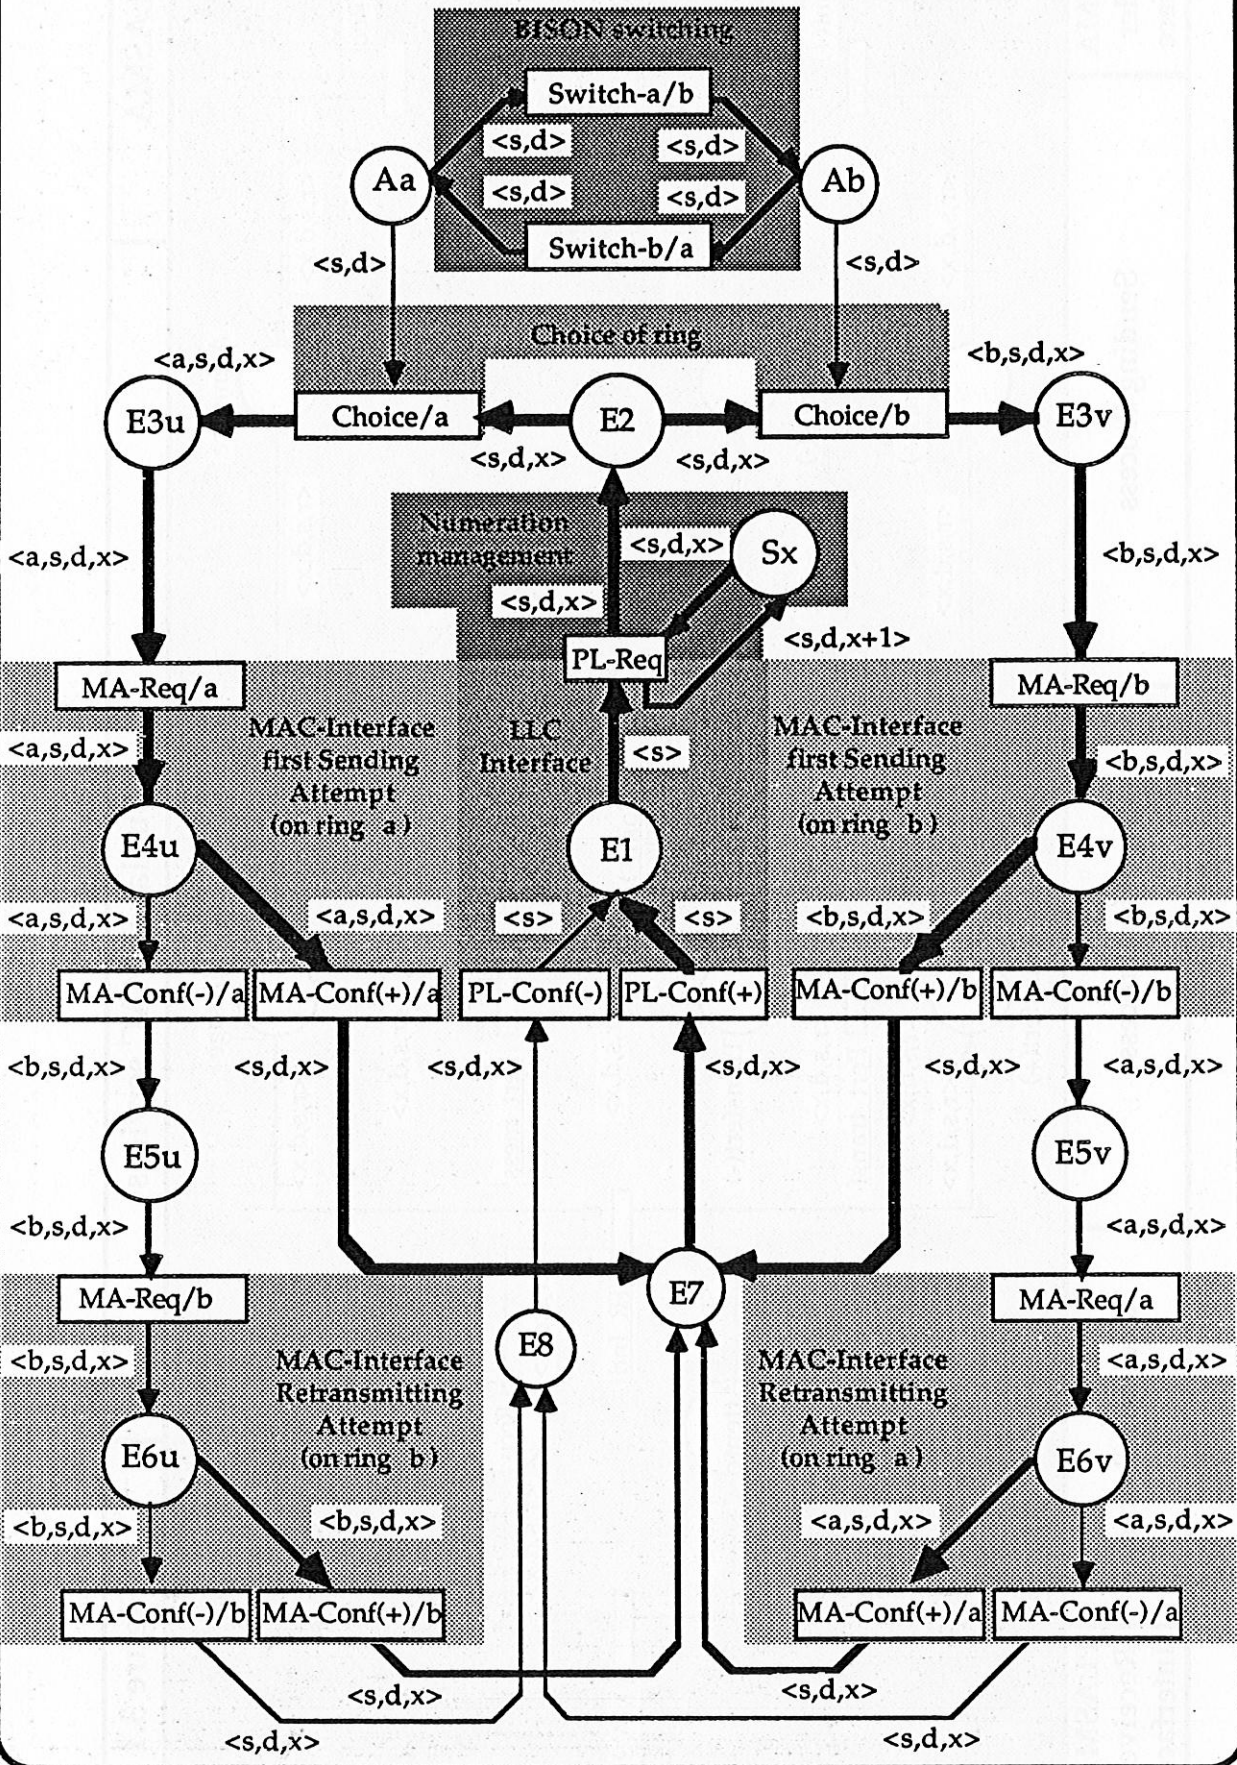 BISON switching
Switch-a/b
<s,d>
<s,d>
Aa
Ab
<s,d>
<s,d>
Switch-b/a
<s,d>
<s,d>
Choice of ring
<a,s,d,x>
<b,s,d,x>
E3u
Choice/a
E2
Choice/b
E3v
<s,d,x>
<s,d,x>
Numeration
management
<s,d,x>
Sx
<a,s,d,x>
<b,s,d,x>
<s,d,x>
<s,d,x+1>
PL-Req
MA-Req/a
MA-Req/b
<a,s,d,x>
MAC-Interface
first Sending
Attempt
(on ring a)
LLC
Interface
<s>
MAC-Interface
first Sending
Attempt
(on ring b)
<b,s,d,x>
E4u
E1
E4v
<a,s,d,x>
<a,s,d,x>
<s>
<s>
<b,s,d,x>
<b,s,d,x>
MA-Conf(-)/a
MA-Conf(+)/a
PL-Conf(-)
PL-Conf(+)
MA-Conf(+)/b
MA-Conf(-)/b
<b,s,d,x>
<s,d,x>
<s,d,x>
<s,d,x>
<s,d,x>
<a,s,d,x>
E5u
E5v
<b,s,d,x>
<a,s,d,x>
E7
MA-Req/b
MA-Req/a
E8
<b,s,d,x>
MAC-Interface
Retransmitting
Attempt
(on ring b)
MAC-Interface
Retransmitting
Attempt
(on ring a)
<a,s,d,x>
E6u
E6v
<b,s,d,x>
<b,s,d,x>
<a,s,d,x>
<a,s,d,x>
MA-Conf(-)/b
MA-Conf(+)/b
MA-Conf(+)/a
MA-Conf(-)/a
<s,d,x>
<s,d,x>
<s,d,x>
<s,d,x>